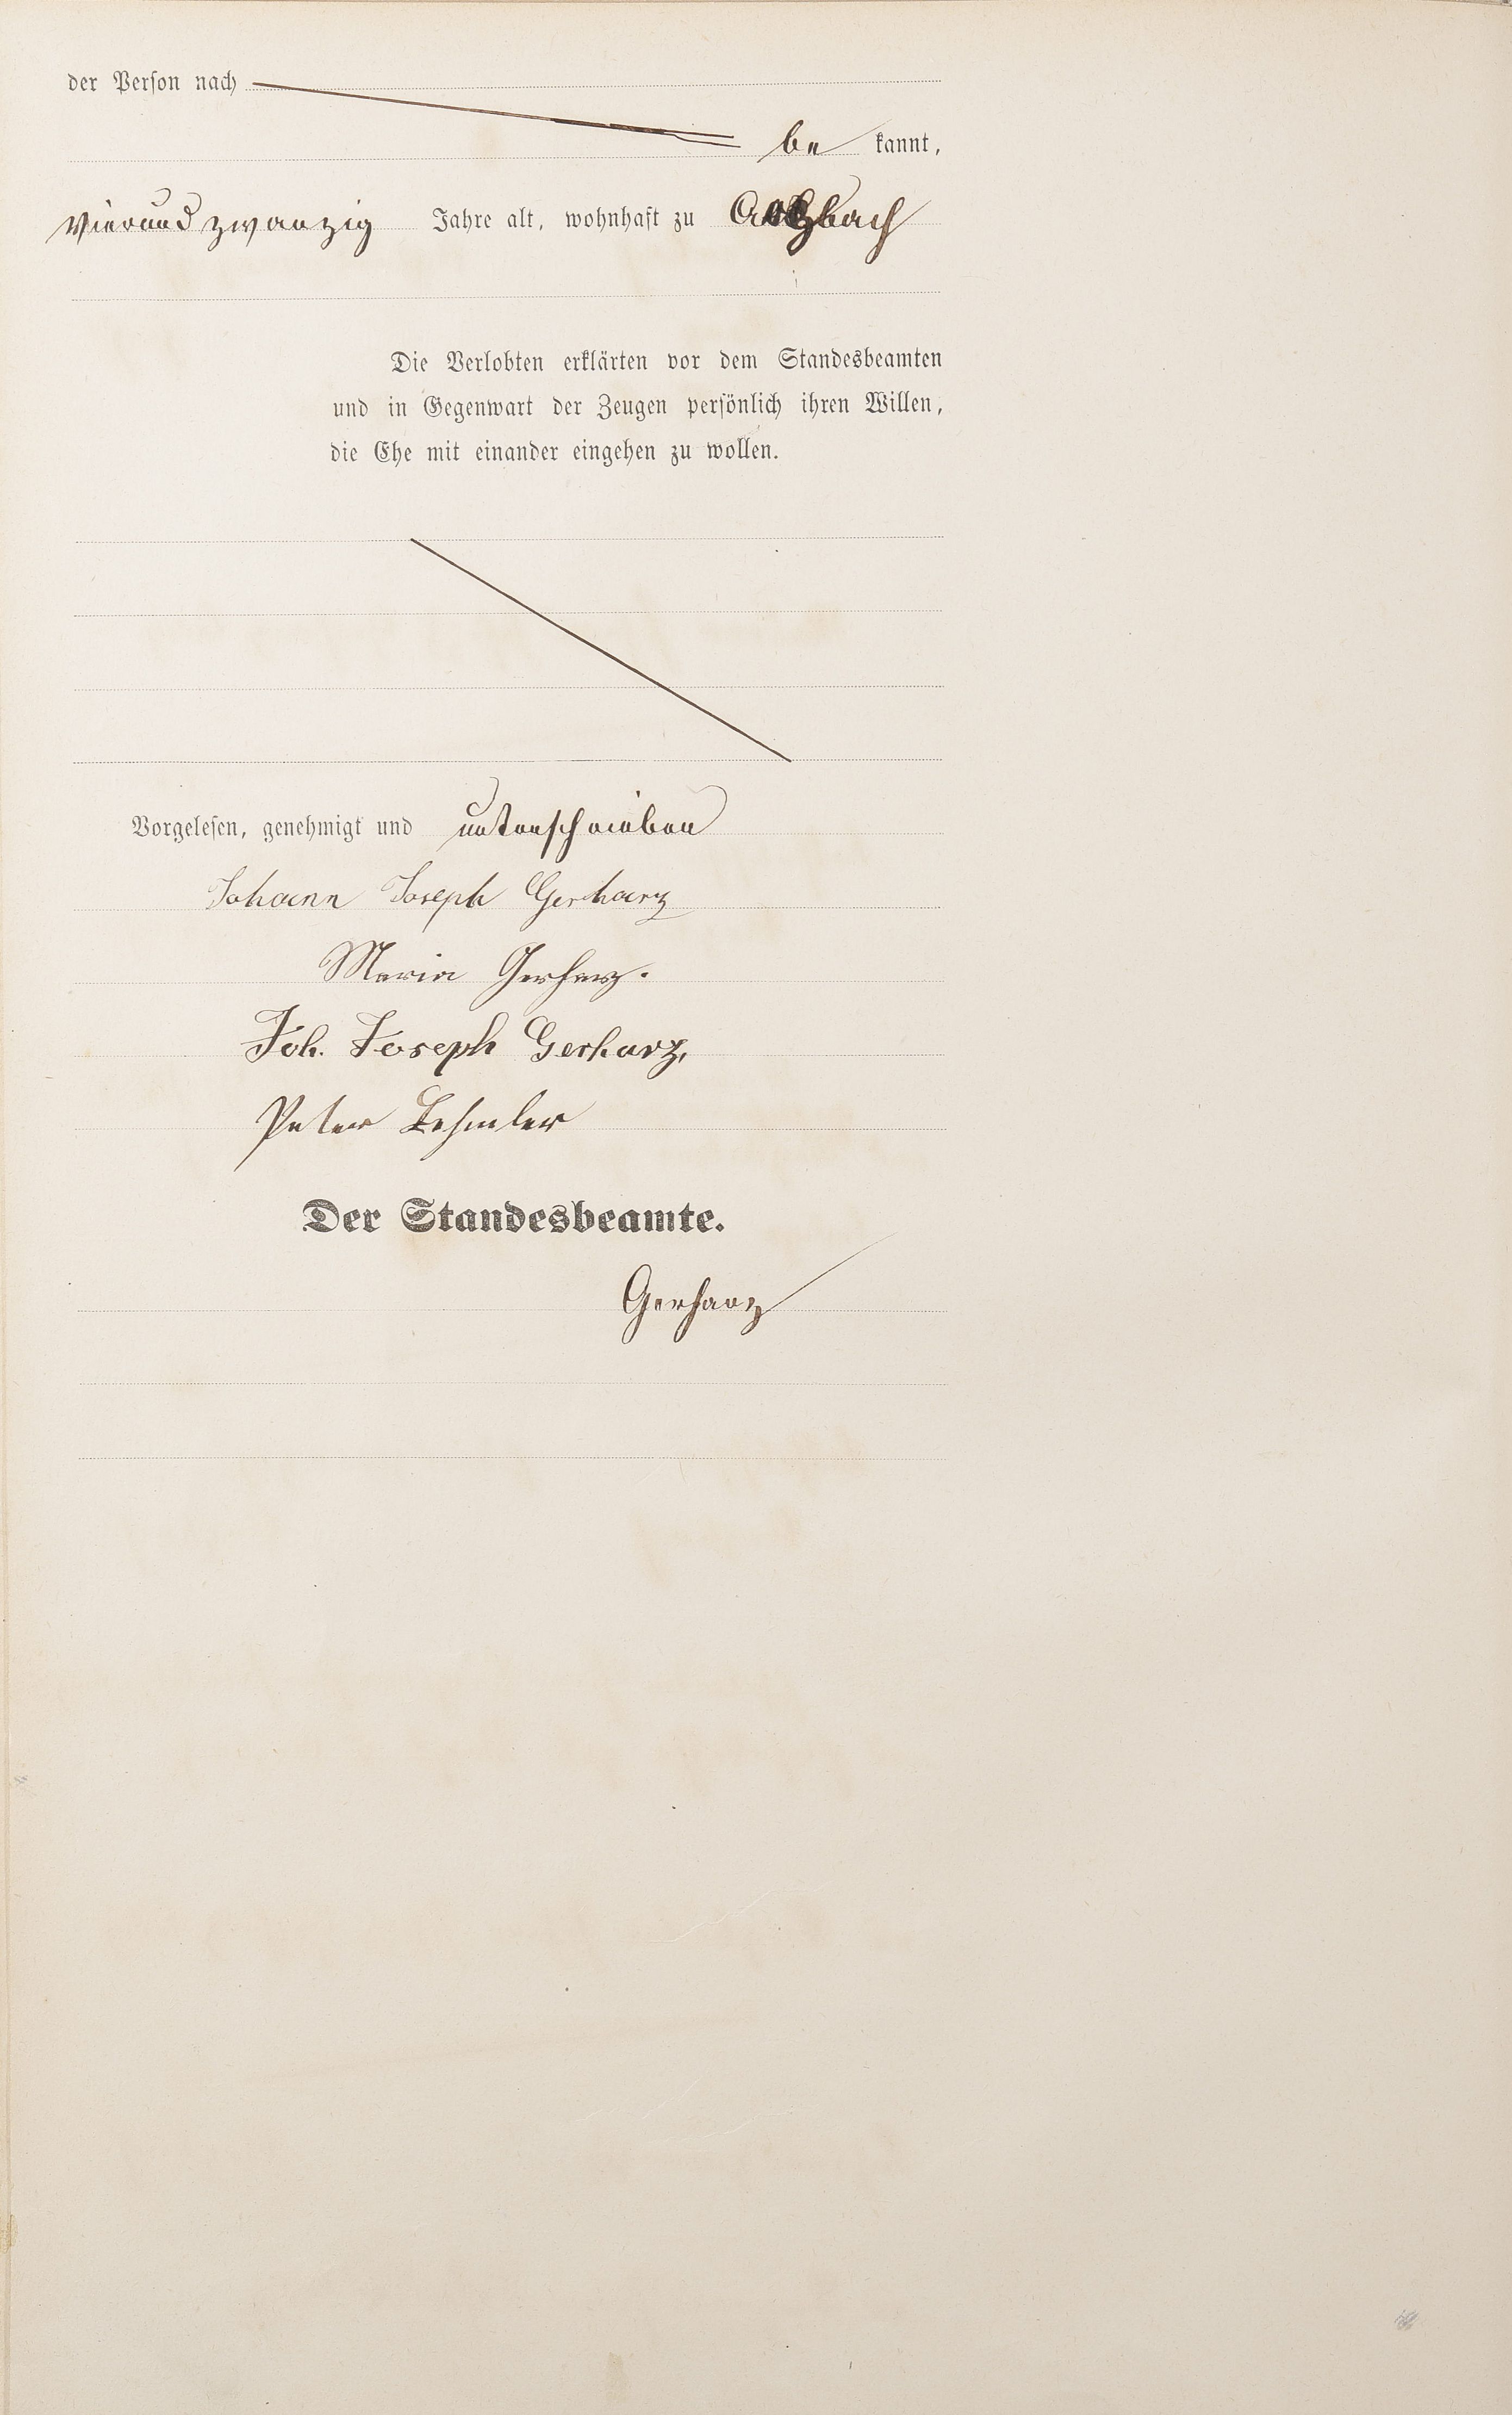 der Person nach
be kannt,
vierundzwanzig Jahre alt, wohnhaft zu
Die Verlobten erklärten vor dem Standesbeamten
und in Gegenwart der Zeugen persönlich ihren Willen,
die Ehe mit einander eingehen zu wollen.
Vorgelesen, genehmigt und unterschrieben
Johann Joseph Gerharz
Maria Gerharz.
Joh. Joseph Gerharz,
Peter Lehmler
Der Standesbeamte.
Gerharz